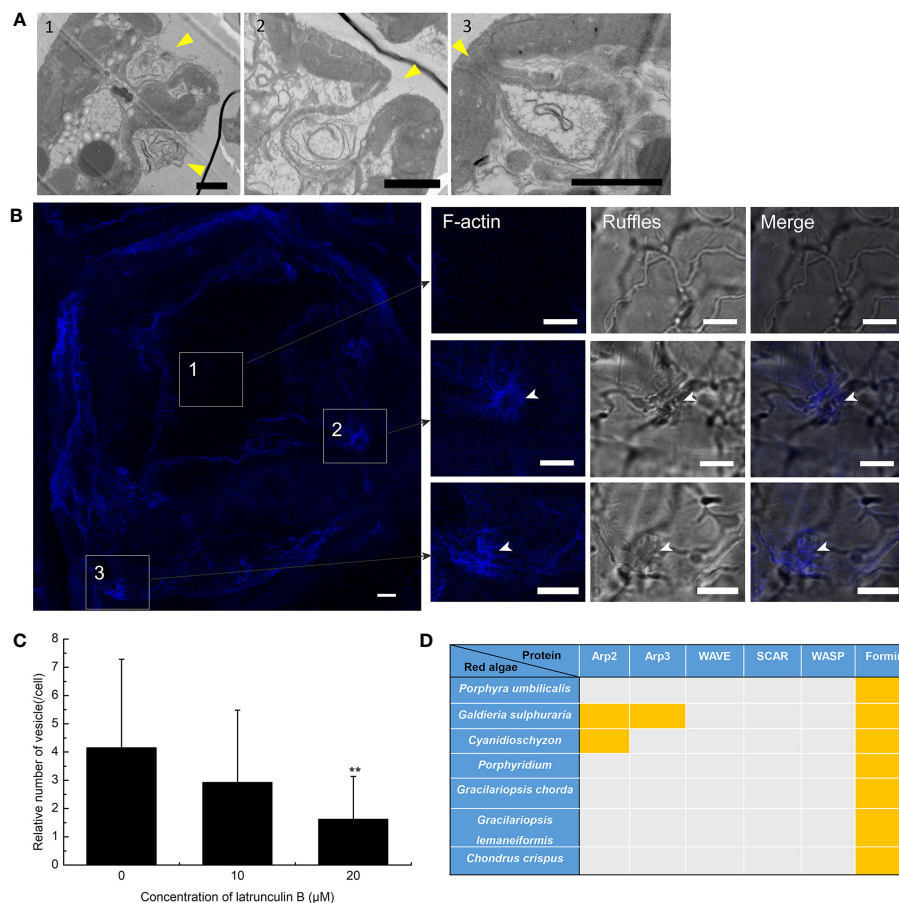 A
1
2
3
B
1
2
3
F-actin
Ruffles
Merge
C
Relative number of vesicle(/cell)
8
7
6
5
4
3
2
1
0
**
0
10
20
Concentration of latrunculin B (µM)
D
Protein
Red algae
Arp2
Arp3
WAVE
SCAR
WASP
Formin
Porphyra umbilicalis
Galdieria sulphuraria
Cyanidioschyzon
Porphyridium
Gracilariopsis chorda
Gracilariopsis
lemaneiformis
Chondrus crispus